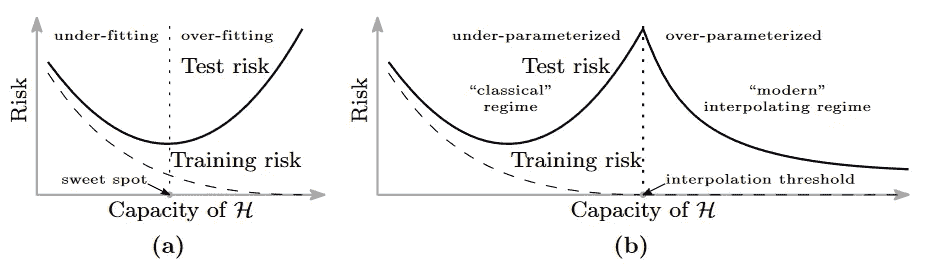 under-fitting
over-fitting
Test risk
Risk
Training risk
sweet spot
Capacity of ℋ
(a)
under-parameterized
over-parameterized
Test risk
“classical”
regime
“modern”
interpolating regime
Risk
Training risk
interpolation threshold
Capacity of ℋ
(b)